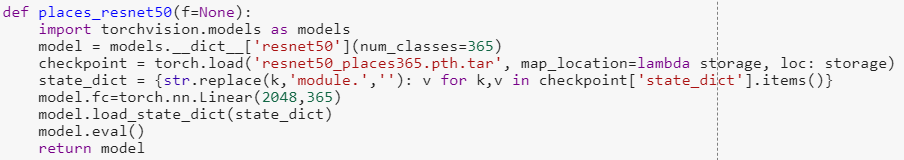 def places_resnet50(f=None):
    import torchvision.models as models
    model = models.__dict__['resnet50'](num_classes=365)
    checkpoint = torch.load('resnet50_places365.pth.tar', map_location=lambda storage, loc: storage)
    state_dict = {str.replace(k,'module.',''): v for k,v in checkpoint['state_dict'].items()}
    model.fc=torch.nn.Linear(2048,365)
    model.load_state_dict(state_dict)
    model.eval()
    return model